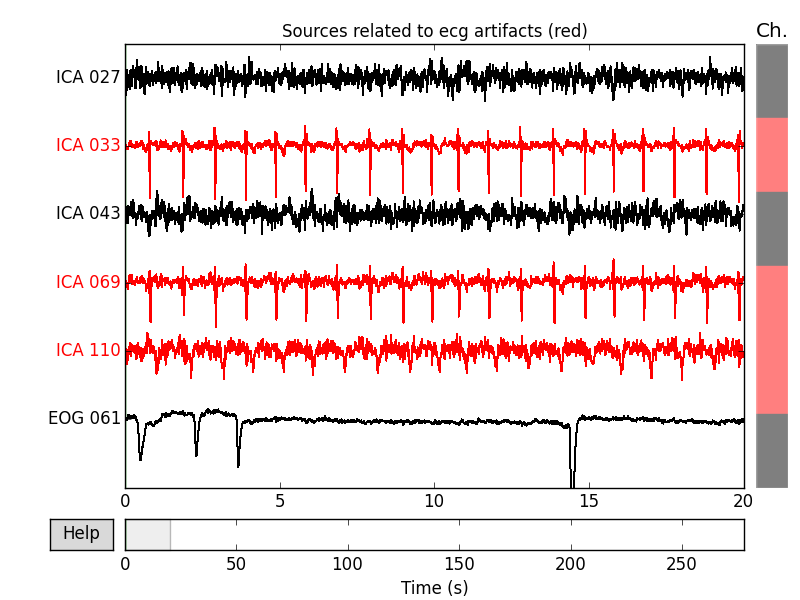 Sources related to ecg artifacts (red)
Ch.
ICA 027
ICA 033
ICA 043
ICA 069
ICA 110
EOG 061
0 5 10 15 20
Help
0 50 100 150 200 250
Time (s)